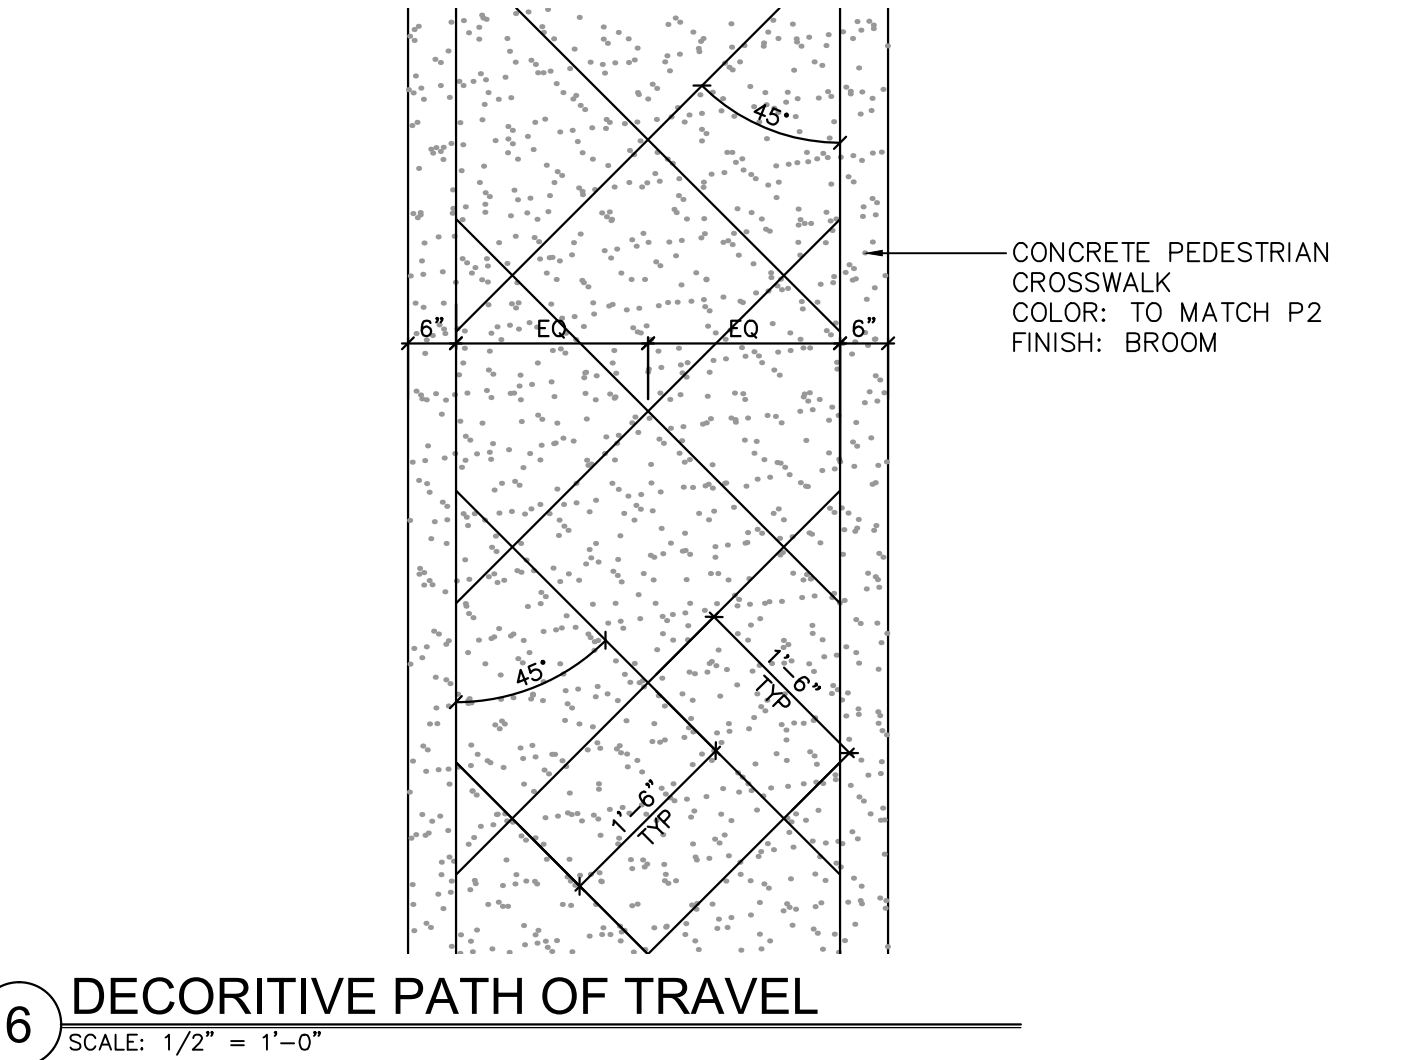 45°
CONCRETE PEDESTRIAN
CROSSWALK
COLOR: TO MATCH P2
FINISH: BROOM
6" EQ EQ 6"
45°
1'-6"
TYP
1'-6"
TYP
6 DECORITIVE PATH OF TRAVEL
SCALE: 1/2" = 1'-0"